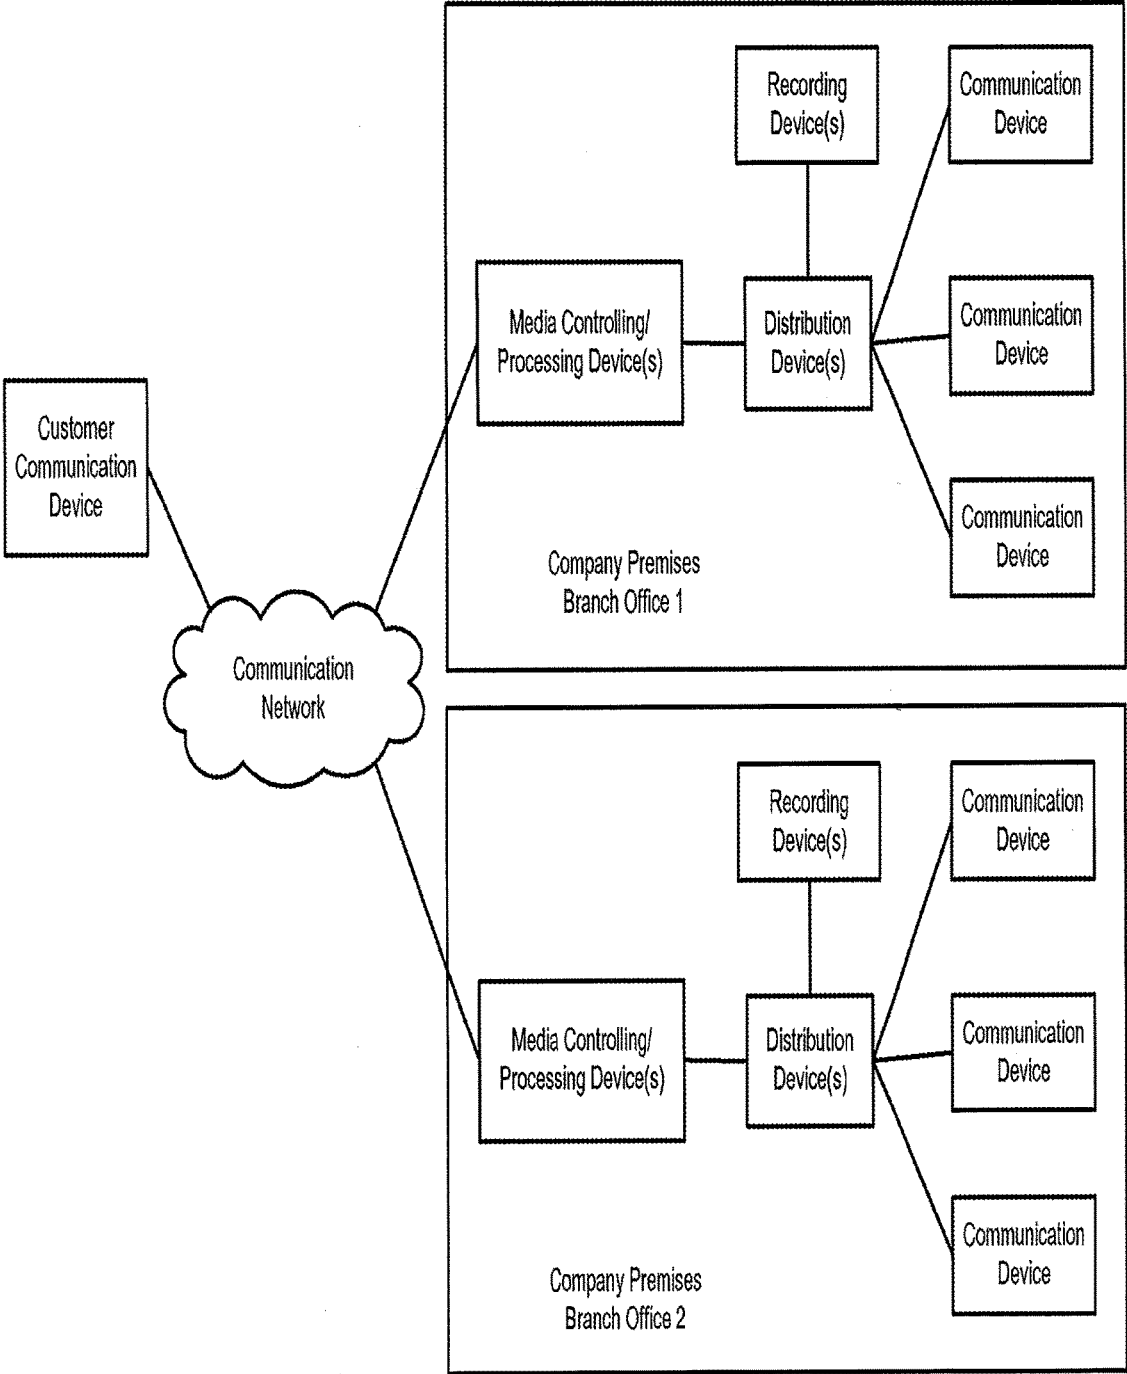 Recording
Device(s)
Communication
Device
Media Controlling/
Processing Device(s)
Distribution
Device(s)
Communication
Device
Customer
Communication
Device
Communication
Device
Company Premises
Branch Office 1
Communication
Network
Recording
Device(s)
Communication
Device
Media Controlling/
Processing Device(s)
Distribution
Device(s)
Communication
Device
Communication
Device
Company Premises
Branch Office 2